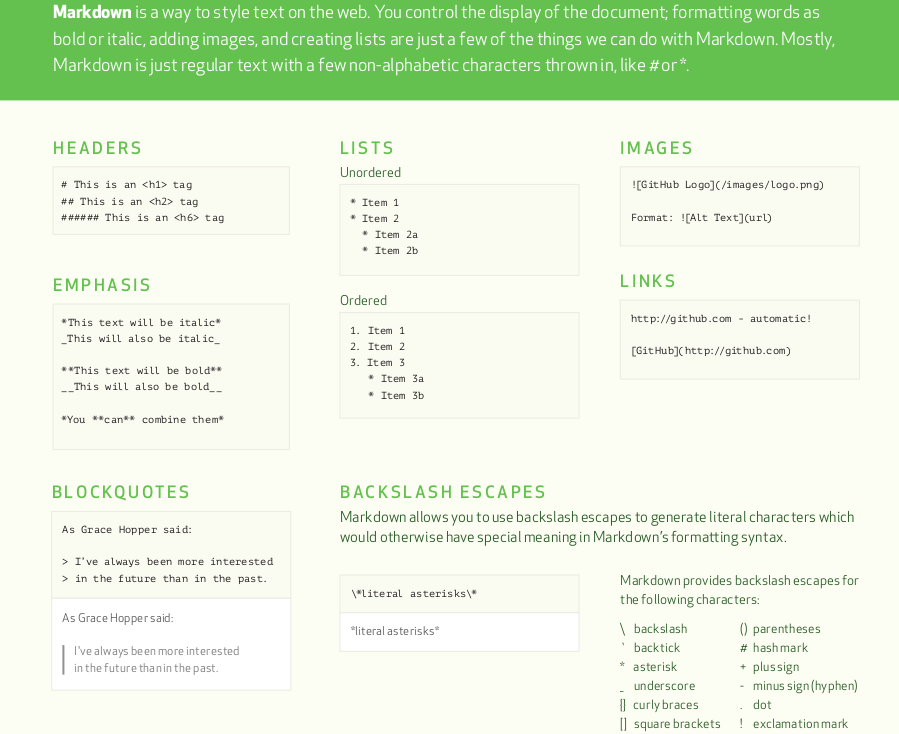 Markdown is a way to style text on the web. You control the display of the document; formatting words as
bold or italic, adding images, and creating lists are just a few of the things we can do with Markdown. Mostly,
Markdown is just regular text with a few non-alphabetic characters thrown in, like # or *.
HEADERS
# This is an <h1> tag
## This is an <h2> tag
###### This is an <h6> tag
EMPHASIS
*This text will be italic*
_This will also be italic_
**This text will be bold**
__This will also be bold__
*You **can** combine them*
LISTS
Unordered
* Item 1
* Item 2
  * Item 2a
  * Item 2b
Ordered
1. Item 1
2. Item 2
3. Item 3
   * Item 3a
   * Item 3b
IMAGES
![GitHub Logo](/images/logo.png)
Format: ![Alt Text](url)
LINKS
http://github.com - automatic!
[GitHub](http://github.com)
BLOCKQUOTES
As Grace Hopper said:
> I've always been more interested
> in the future than in the past.
As Grace Hopper said:
I've always been more interested
in the future than in the past.
BACKSLASH ESCAPES
Markdown allows you to use backslash escapes to generate literal characters which
would otherwise have special meaning in Markdown's formatting syntax.
\*literal asterisks\*
*literal asterisks*
Markdown provides backslash escapes for
the following characters:
\ backslash
` backtick
* asterisk
_ underscore
{} curly braces
[] square brackets
() parentheses
# hash mark
+ plus sign
- minus sign (hyphen)
. dot
! exclamation mark